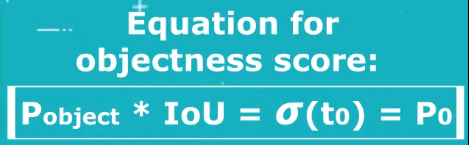 Equation for
objectness score:
Pobject * IoU = σ(t0) = P0